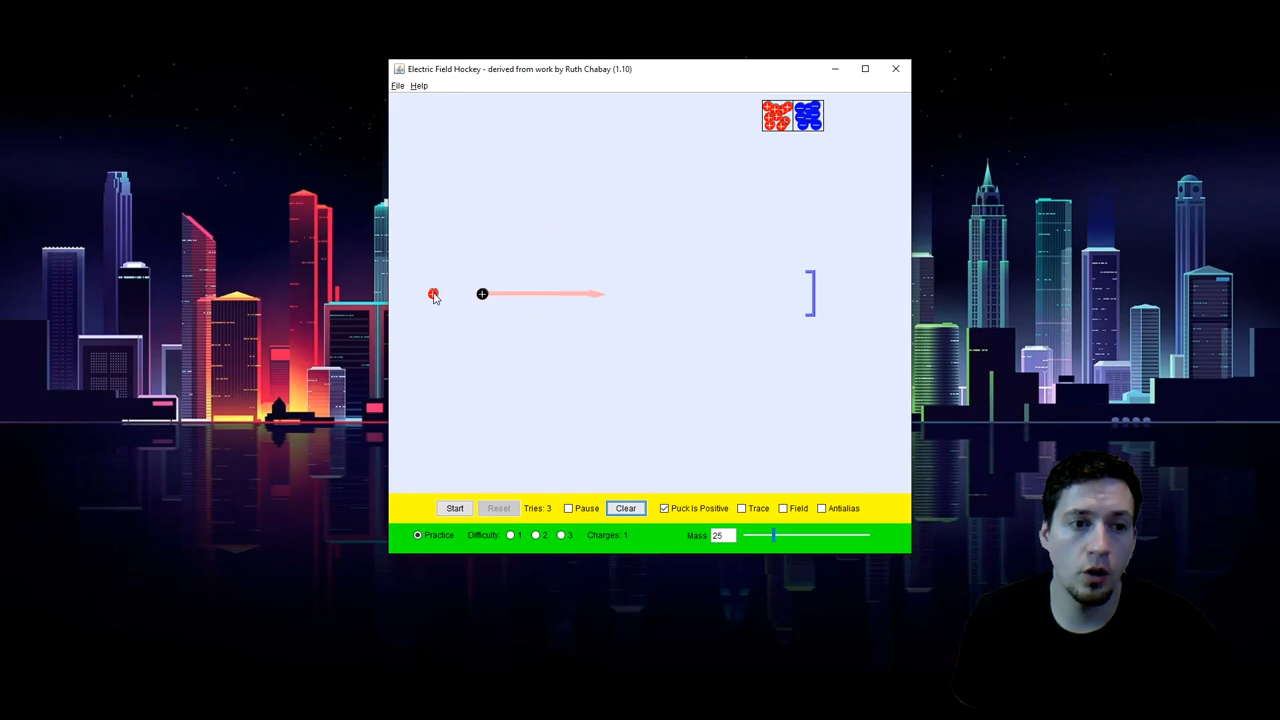 Electric Field Hockey - derived from work by Ruth Chabay (1.10)
File Help
Start Reset Tries: 3 Pause Clear Puck Is Positive Trace Field Antialias
Practice Difficulty: 1 2 3 Charges: 1 Mass 25